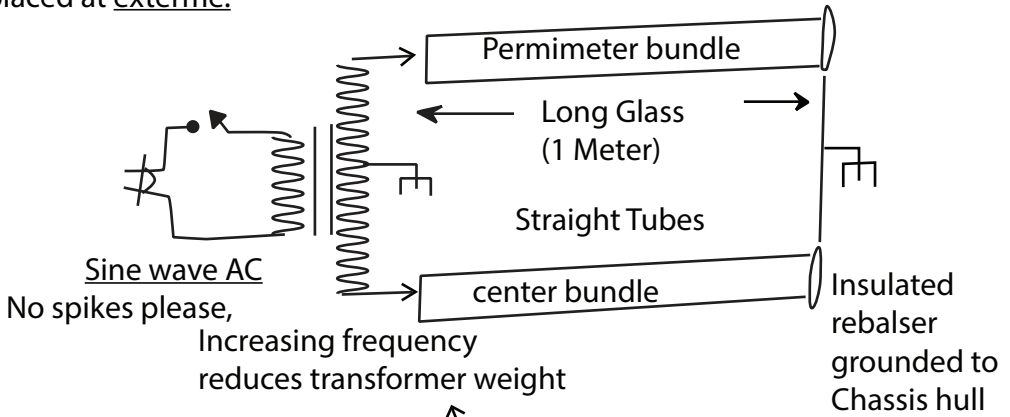 placed at exterme.
Permimeter bundle
Long Glass
(1 Meter)
Straight Tubes
center bundle
Sine wave AC
No spikes please,
Increasing frequency
reduces transformer weight
Insulated
rebalser
grounded to
Chassis hull